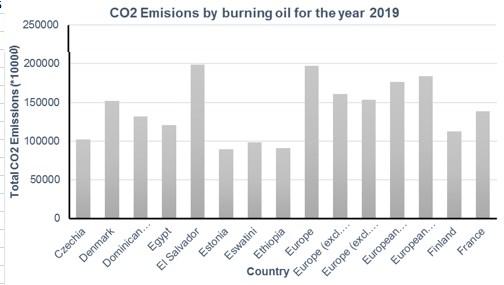 CO2 Emisions by burning oil for the year 2019
Total CO2 Emissions (*10000)
250000
200000
150000
100000
50000
0
Czechia
Denmark
Dominican...
Egypt
El Salvador
Estonia
Eswatini
Ethiopia
Europe
Europe (excl....
Europe (excl....
European...
European...
Finland
France
Country